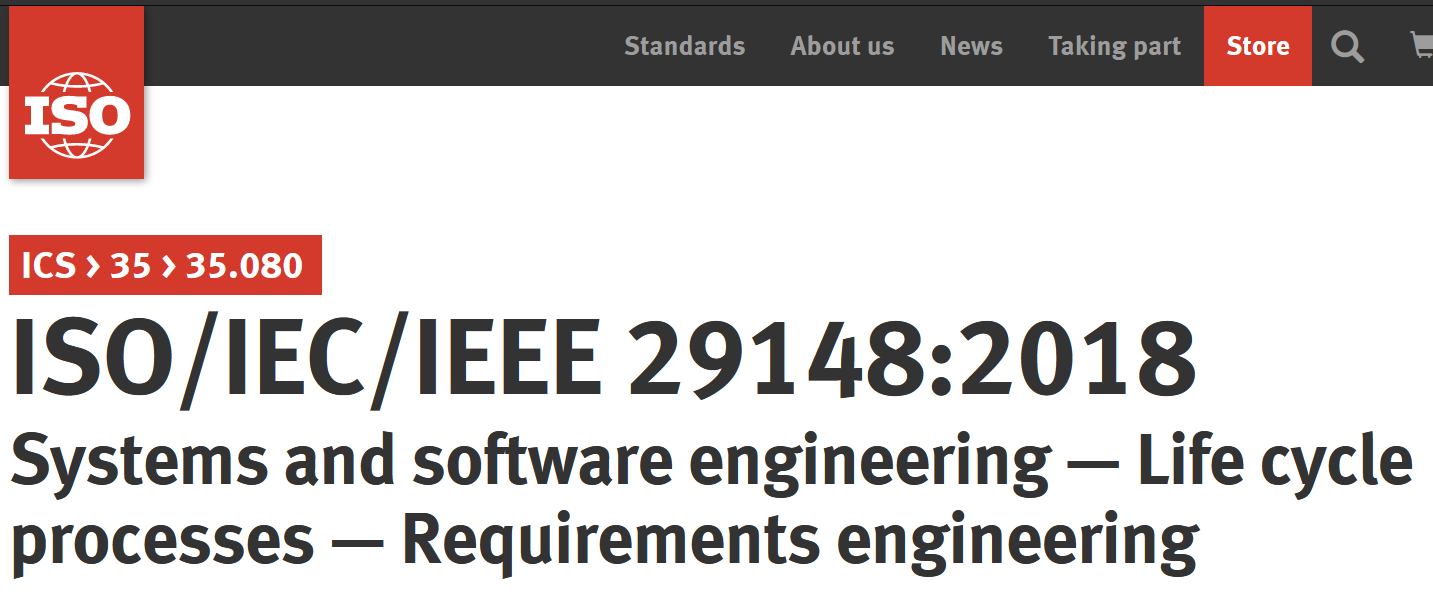 Standards About us News Taking part Store
ISO
ICS › 35 › 35.080
ISO/IEC/IEEE 29148:2018
Systems and software engineering — Life cycle
processes — Requirements engineering